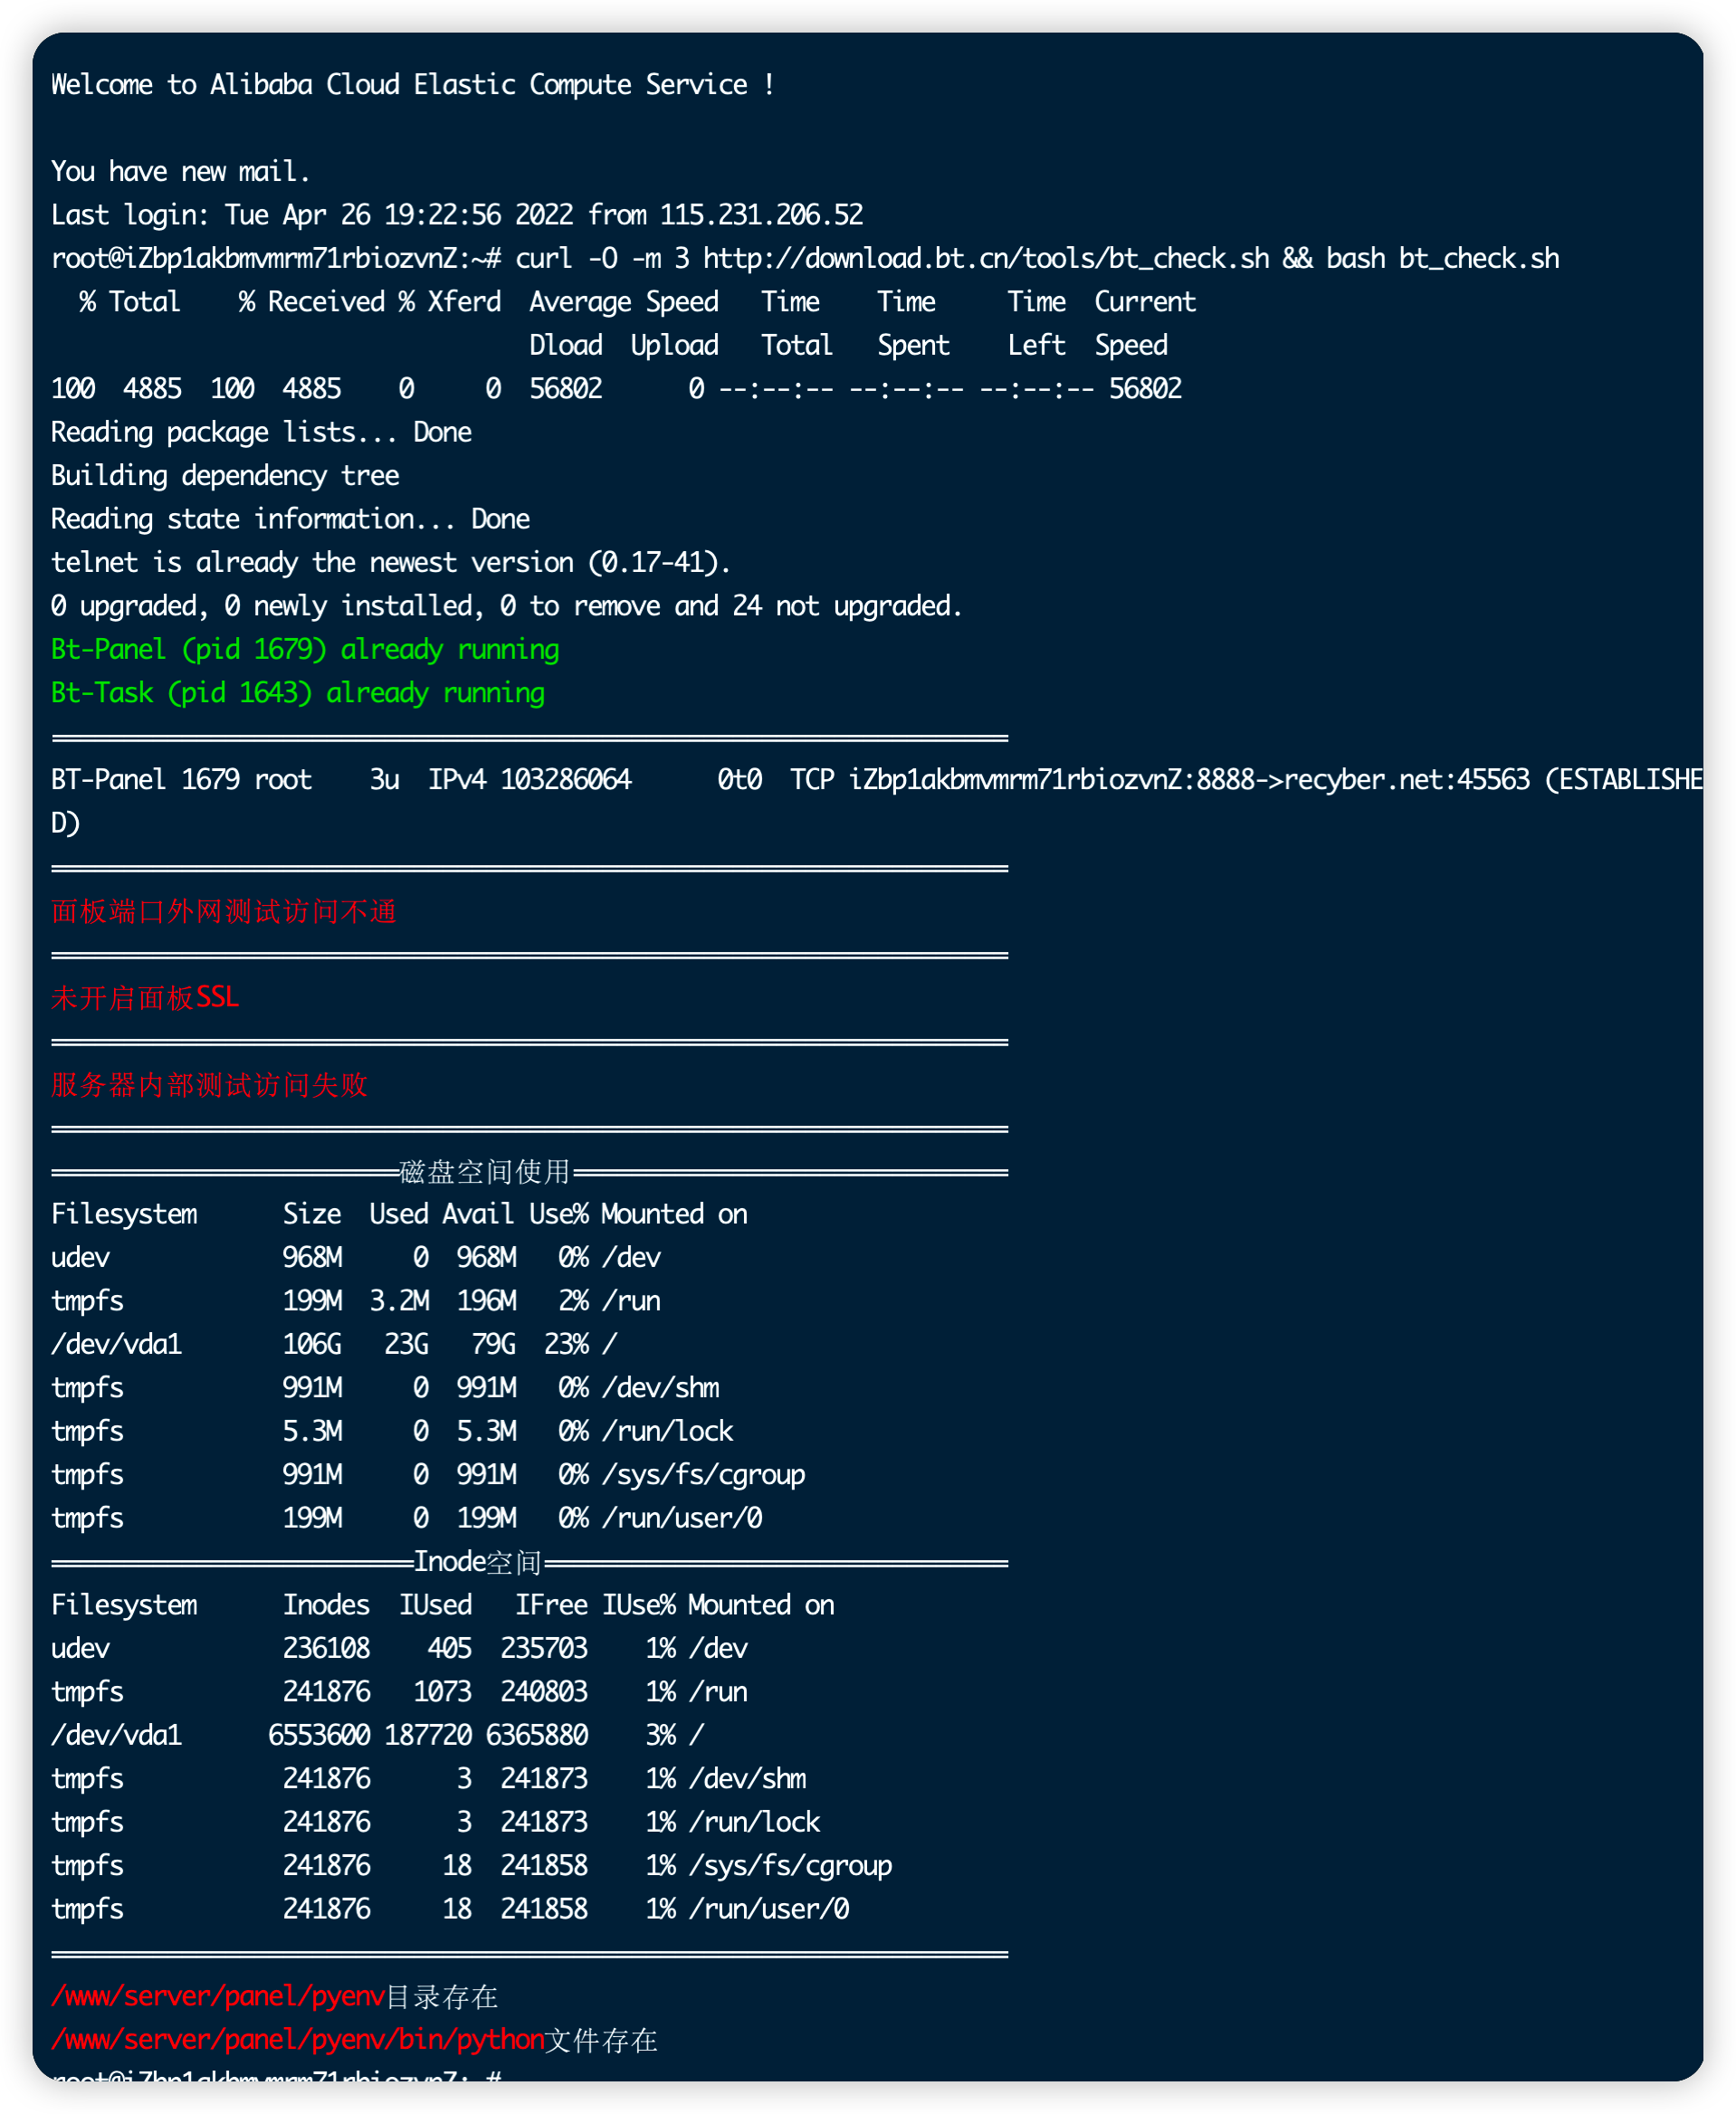 Welcome to Alibaba Cloud Elastic Compute Service !
You have new mail.
Last login: Tue Apr 26 19:22:56 2022 from 115.231.206.52
root@iZbp1akbmvmrm71rbiozvnZ:~# curl -O -m 3 http://download.bt.cn/tools/bt_check.sh && bash bt_check.sh
  % Total    % Received % Xferd  Average Speed   Time    Time     Time  Current
                                 Dload  Upload   Total   Spent    Left  Speed
100  4885  100  4885    0     0  56802      0 --:--:-- --:--:-- --:--:-- 56802
Reading package lists... Done
Building dependency tree
Reading state information... Done
telnet is already the newest version (0.17-41).
0 upgraded, 0 newly installed, 0 to remove and 24 not upgraded.
Bt-Panel (pid 1679) already running
Bt-Task (pid 1643) already running
==================================================================
BT-Panel 1679 root    3u  IPv4 103286064      0t0  TCP iZbp1akbmvmrm71rbiozvnZ:8888->recyber.net:45563 (ESTABLISHE
D)
==================================================================
面板端口外网测试访问不通
==================================================================
未开启面板SSL
==================================================================
服务器内部测试访问失败
==================================================================
========================磁盘空间使用==============================
Filesystem      Size  Used Avail Use% Mounted on
udev            968M     0  968M   0% /dev
tmpfs           199M  3.2M  196M   2% /run
/dev/vda1       106G   23G   79G  23% /
tmpfs           991M     0  991M   0% /dev/shm
tmpfs           5.3M     0  5.3M   0% /run/lock
tmpfs           991M     0  991M   0% /sys/fs/cgroup
tmpfs           199M     0  199M   0% /run/user/0
=========================Inode空间================================
Filesystem      Inodes  IUsed   IFree IUse% Mounted on
udev            236108    405  235703    1% /dev
tmpfs           241876   1073  240803    1% /run
/dev/vda1      6553600 187720 6365880    3% /
tmpfs           241876      3  241873    1% /dev/shm
tmpfs           241876      3  241873    1% /run/lock
tmpfs           241876     18  241858    1% /sys/fs/cgroup
tmpfs           241876     18  241858    1% /run/user/0
==================================================================
/www/server/panel/pyenv目录存在
/www/server/panel/pyenv/bin/python文件存在
root@iZbp1akbmvmrm71rbiozvnZ:~#